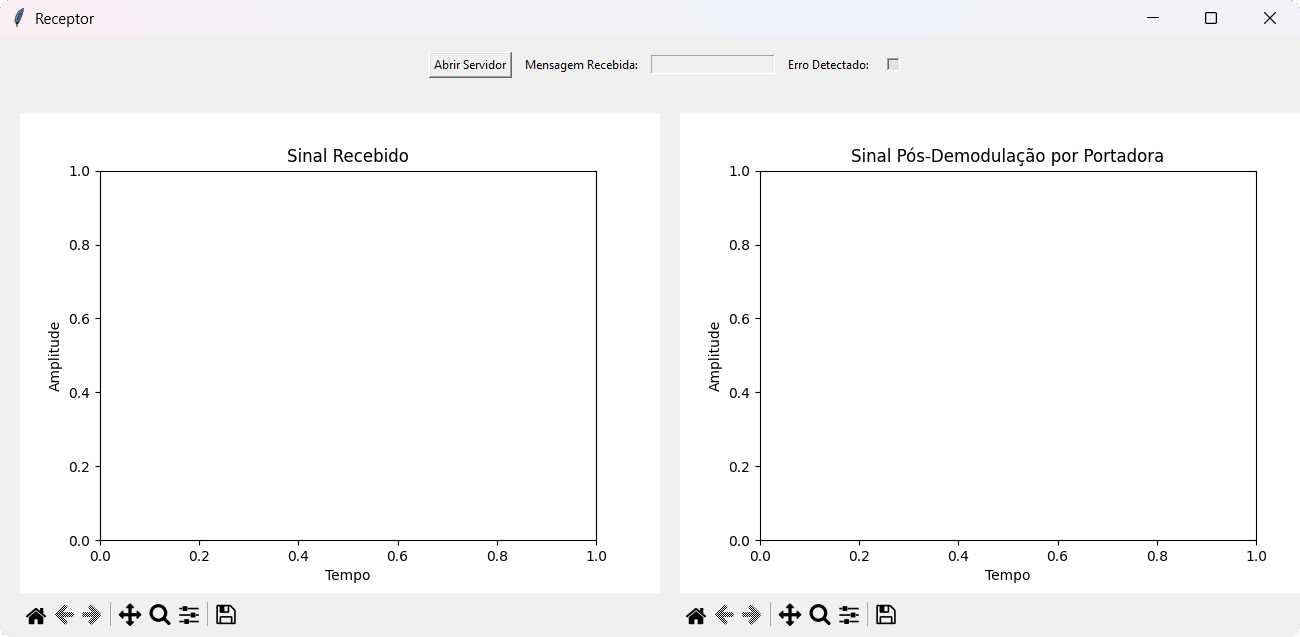 Receptor
Abrir Servidor Mensagem Recebida: Erro Detectado:
Sinal Recebido
1.0
0.8
0.6
0.4
0.2
0.0
Amplitude
0.0 0.2 0.4 0.6 0.8 1.0
Tempo
Sinal Pós-Demodulação por Portadora
1.0
0.8
0.6
0.4
0.2
0.0
Amplitude
0.0 0.2 0.4 0.6 0.8 1.0
Tempo